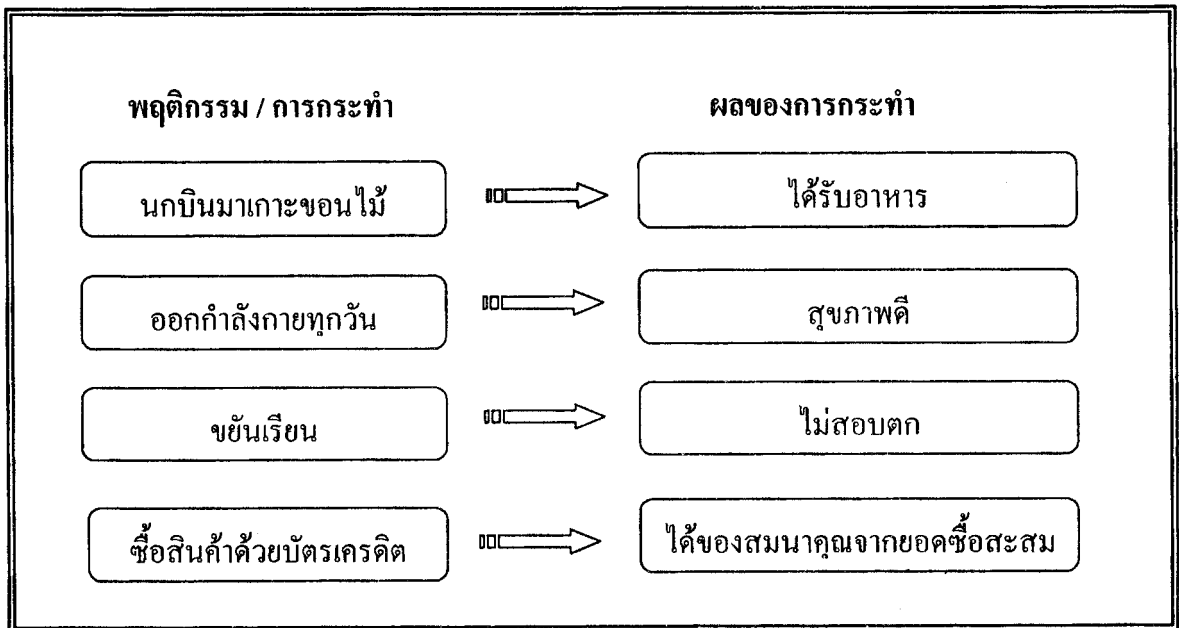 พฤติกรรม / การกระทำ ผลของการกระทำ
นกบินมาเกาะขอนไม้ ได้รับอาหาร
ออกกำลังกายทุกวัน สุขภาพดี
ขยันเรียน ไม่สอบตก
ซื้อสินค้าด้วยบัตรเครดิต ได้ของสมนาคุณจากยอดซื้อสะสม